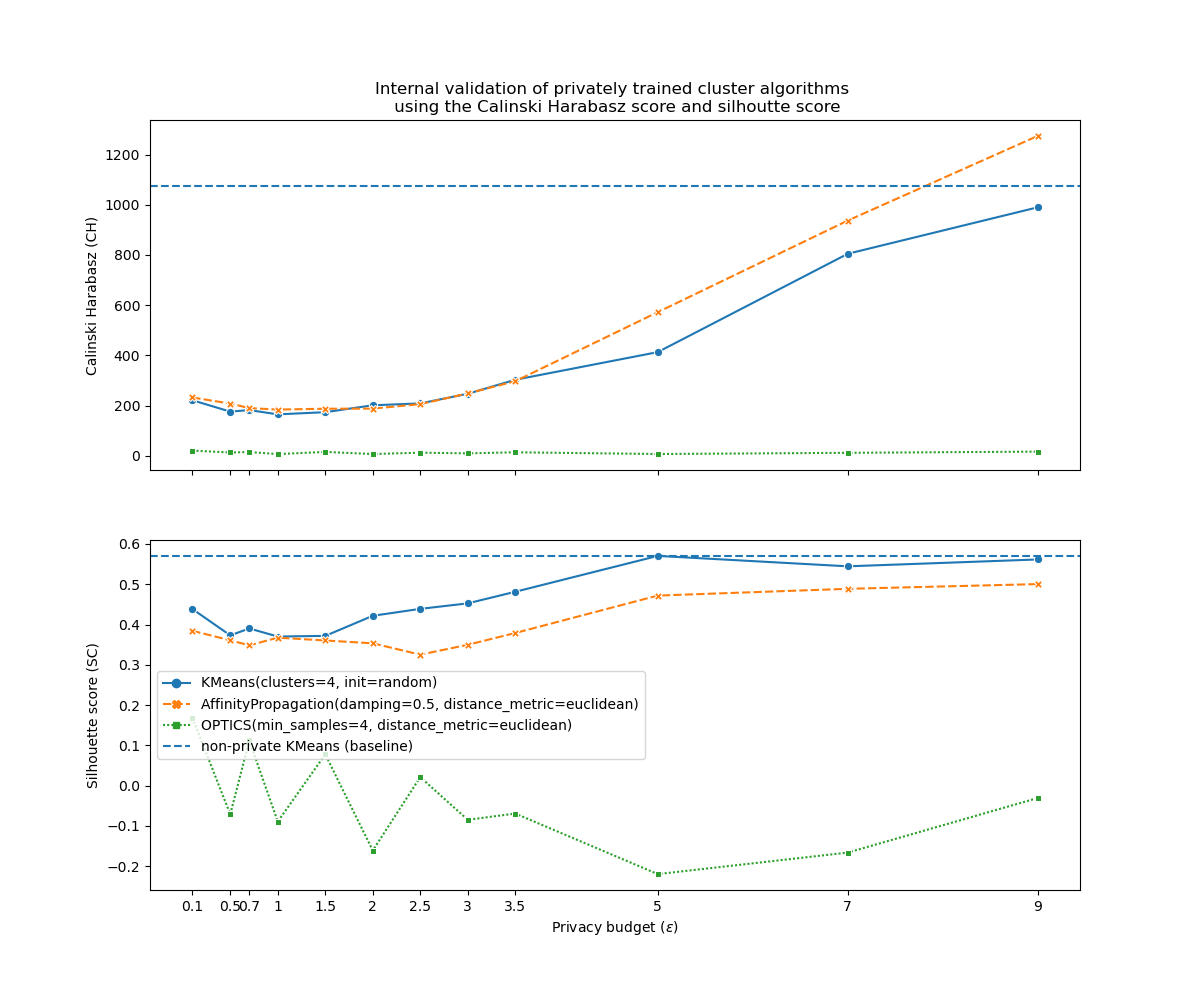 Internal validation of privately trained cluster algorithms
using the Calinski Harabasz score and silhoutte score
Calinski Harabasz (CH)
1200
1000
800
600
400
200
0
Silhouette score (SC)
0.6
0.5
0.4
0.3
0.2
0.1
0.0
−0.1
−0.2
KMeans(clusters=4, init=random)
AffinityPropagation(damping=0.5, distance_metric=euclidean)
OPTICS(min_samples=4, distance_metric=euclidean)
non-private KMeans (baseline)
0.1 0.5 0.7 1 1.5 2 2.5 3 3.5 5 7 9
Privacy budget (ε)